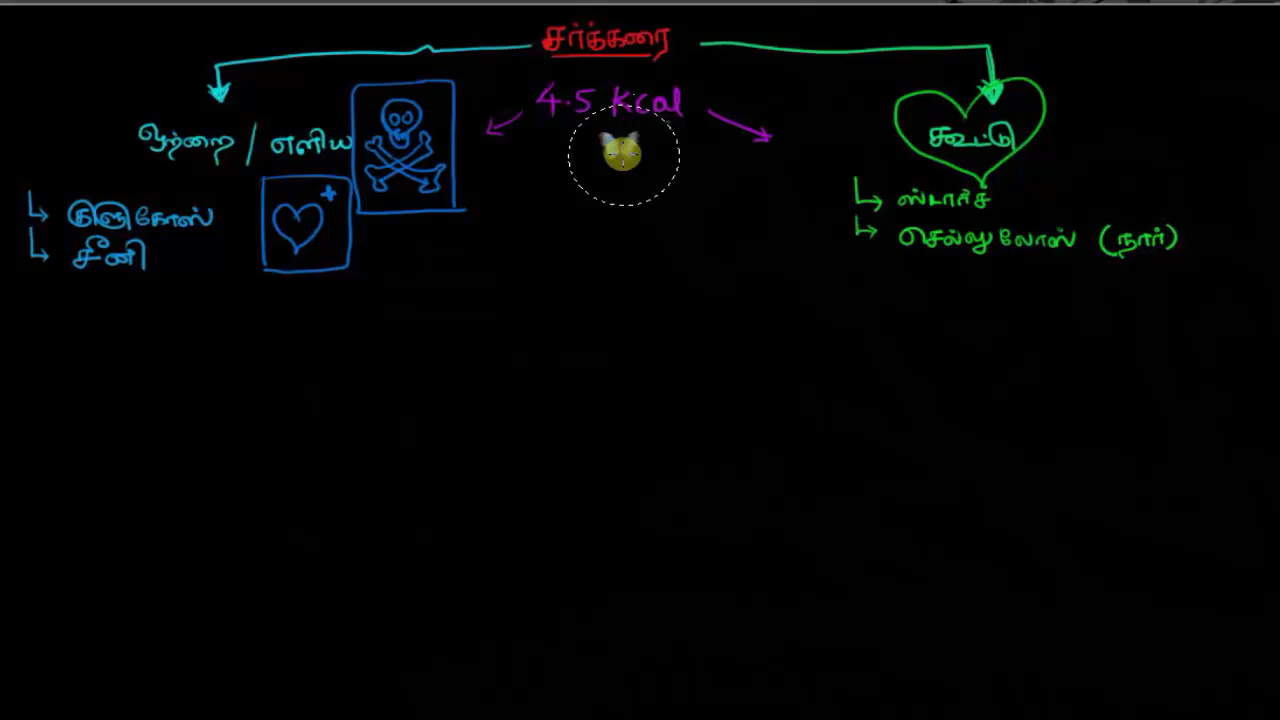 சர்க்கரை
4.5 Kcal
ஒற்றை / எளிய
கூட்டு
குளுகோஸ்
சீனி
ஸ்டார்ச்
செல்லுலோஸ் (நார்)